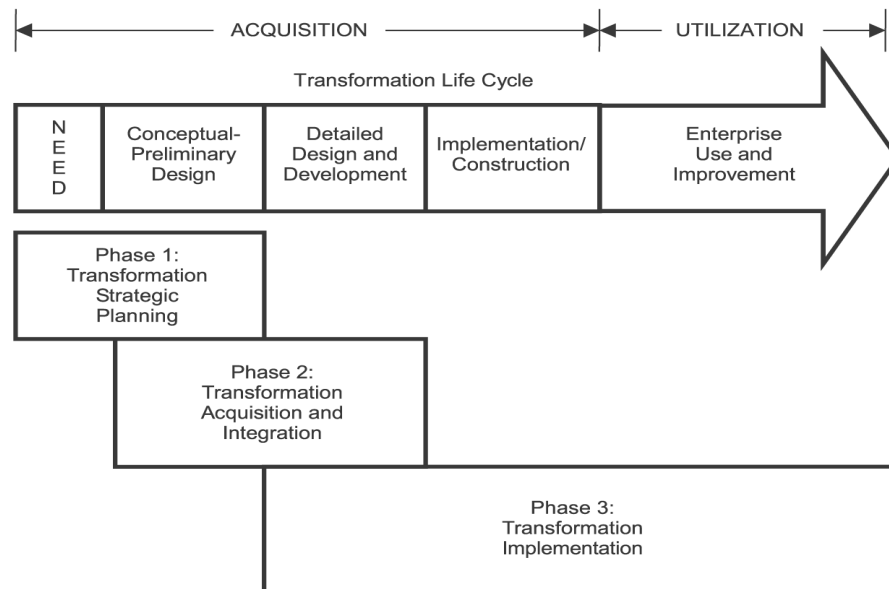 ACQUISITION
UTILIZATION
Transformation Life Cycle
N
E
E
D
Conceptual-
Preliminary
Design
Detailed
Design and
Development
Implementation/
Construction
Enterprise
Use and
Improvement
Phase 1:
Transformation
Strategic
Planning
Phase 2:
Transformation
Acquisition and
Integration
Phase 3:
Transformation
Implementation